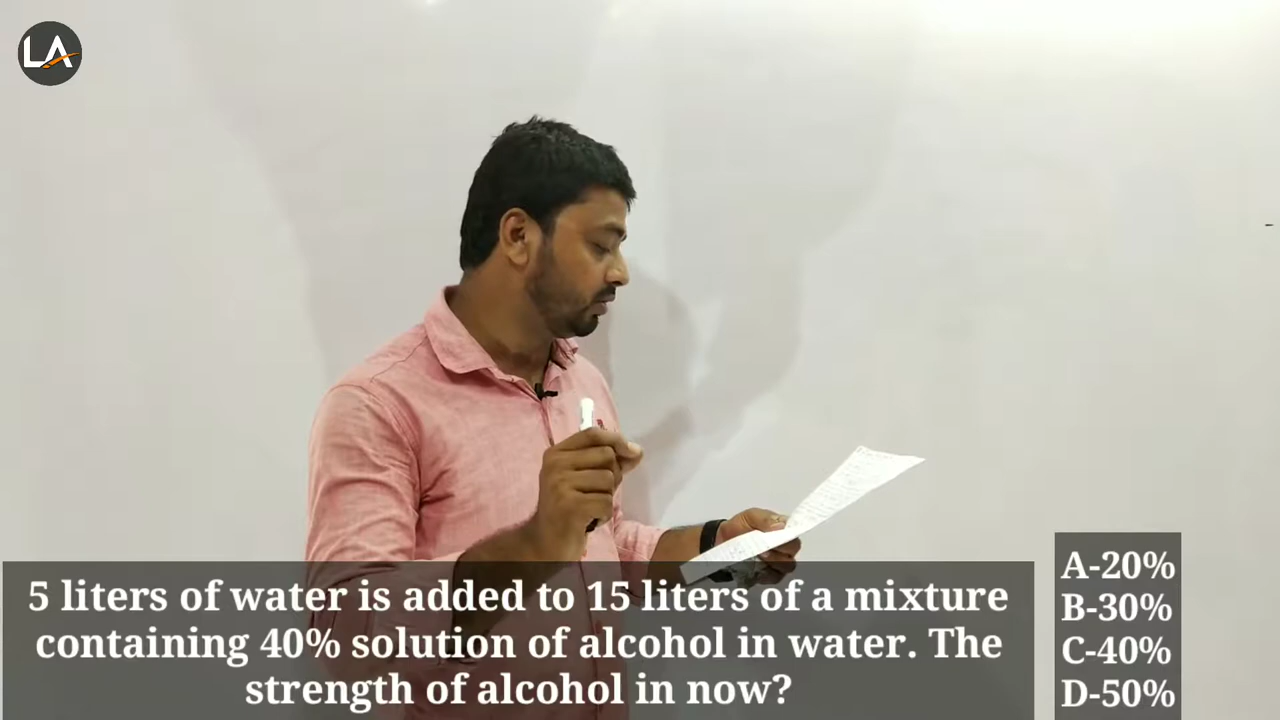 LA
5 liters of water is added to 15 liters of a mixture
containing 40% solution of alcohol in water. The
strength of alcohol in now?
A-20%
B-30%
C-40%
D-50%